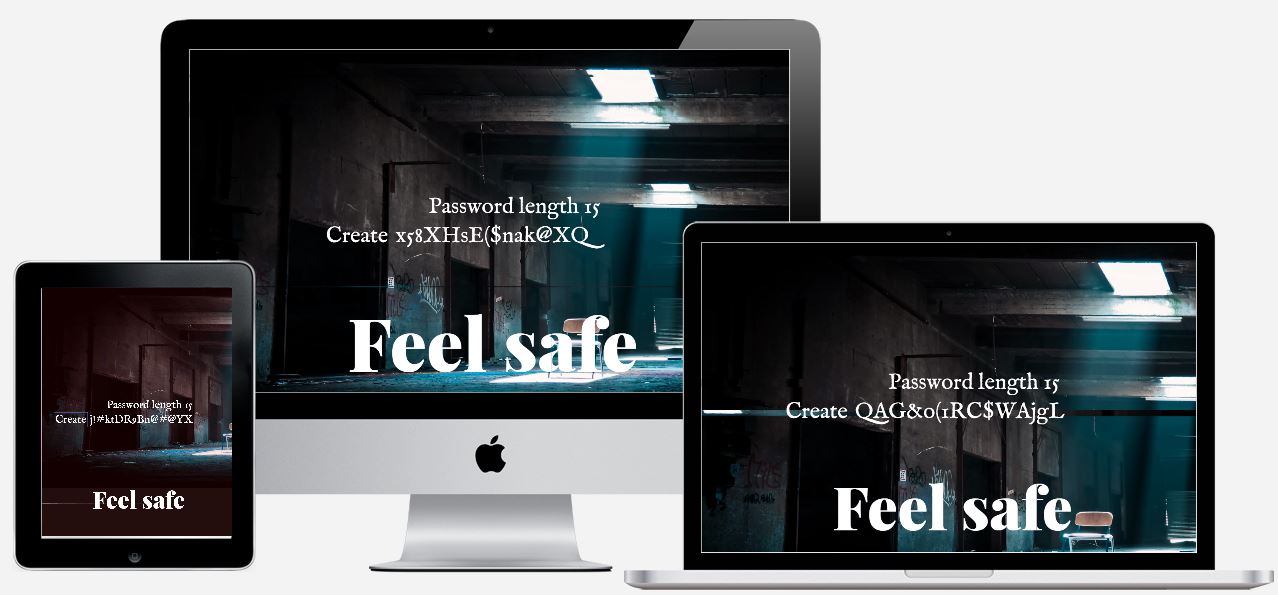 Password length 15
Create x58XHsE($nak@XQ
Feel safe
Password length 15
Create j!#ktDR9Bn@#@YX
Feel safe
Password length 15
Create QAG&0(1RC$WAjgL
Feel safe